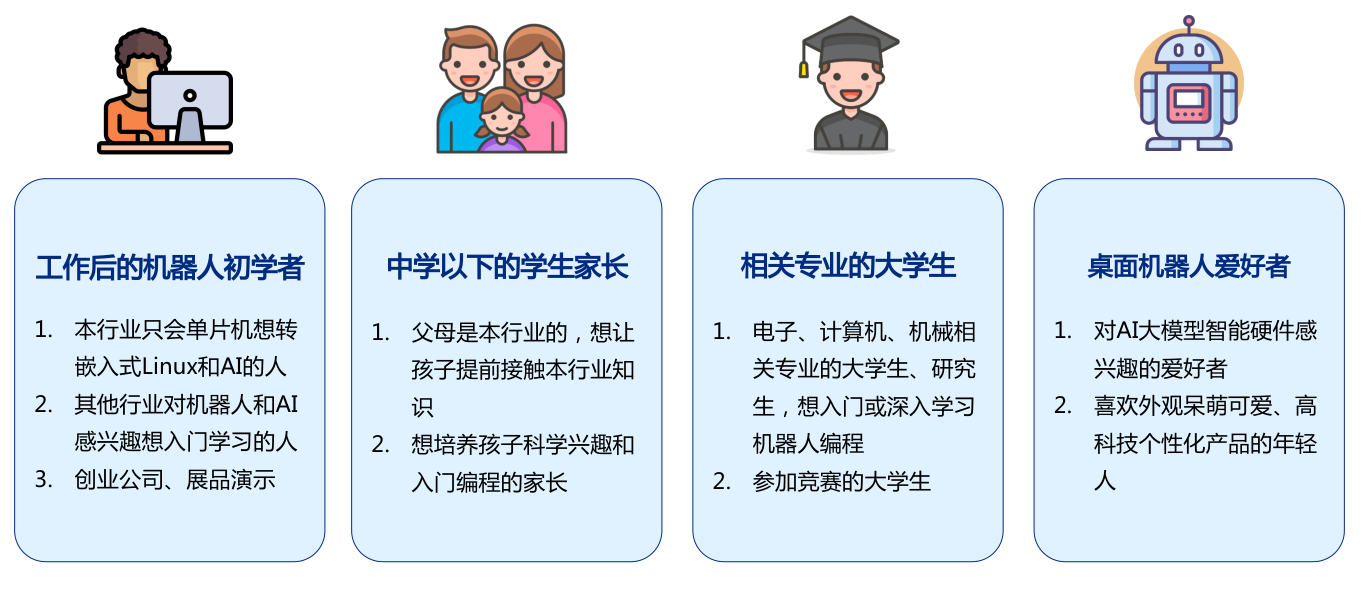 工作后的机器人初学者
1. 本行业只会单片机想转
嵌入式Linux和AI的人
2. 其他行业对机器人和AI
感兴趣想入门学习的人
3. 创业公司、展品演示
中学以下的学生家长
1. 父母是本行业的，想让
孩子提前接触本行业知
识
2. 想培养孩子科学兴趣和
入门编程的家长
相关专业的大学生
1. 电子、计算机、机械相
关专业的大学生、研究
生，想入门或深入学习
机器人编程
2. 参加竞赛的大学生
桌面机器人爱好者
1. 对AI大模型智能硬件感
兴趣的爱好者
2. 喜欢外观呆萌可爱、高
科技个性化产品的年轻
人